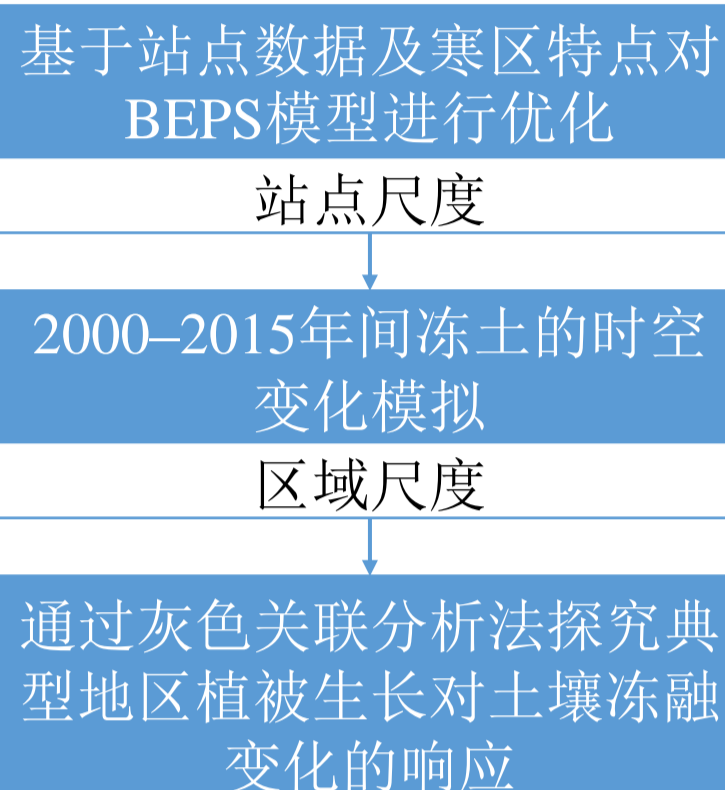 基于站点数据及寒区特点对
BEPS模型进行优化
站点尺度
2000–2015年间冻土的时空
变化模拟
区域尺度
通过灰色关联分析法探究典
型地区植被生长对土壤冻融
变化的响应